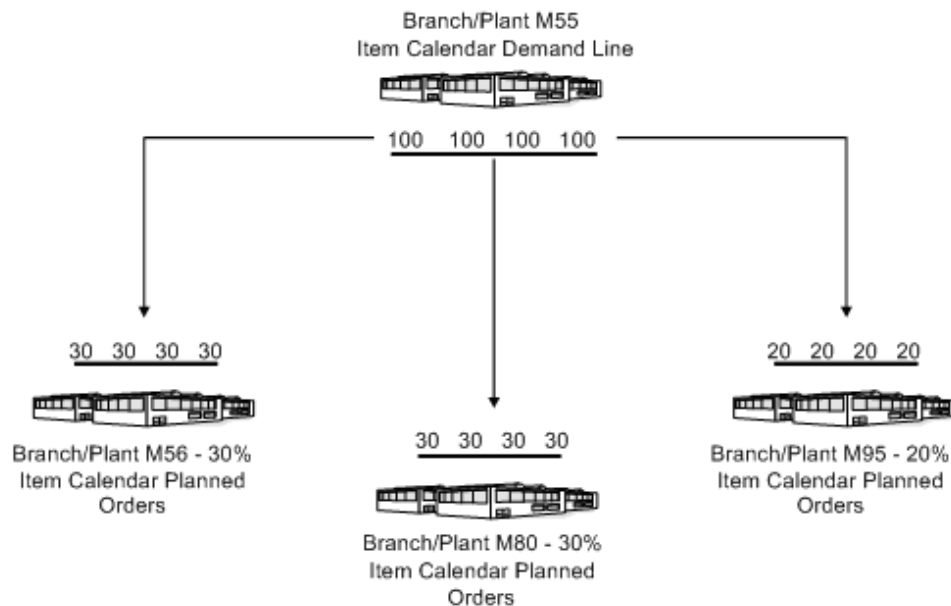 Branch/Plant M55
Item Calendar Demand Line
100 100 100 100
30 30 30 30
Branch/Plant M56 - 30%
Item Calendar Planned
Orders
30 30 30 30
Branch/Plant M80 - 30%
Item Calendar Planned
Orders
20 20 20 20
Branch/Plant M95 - 20%
Item Calendar Planned
Orders